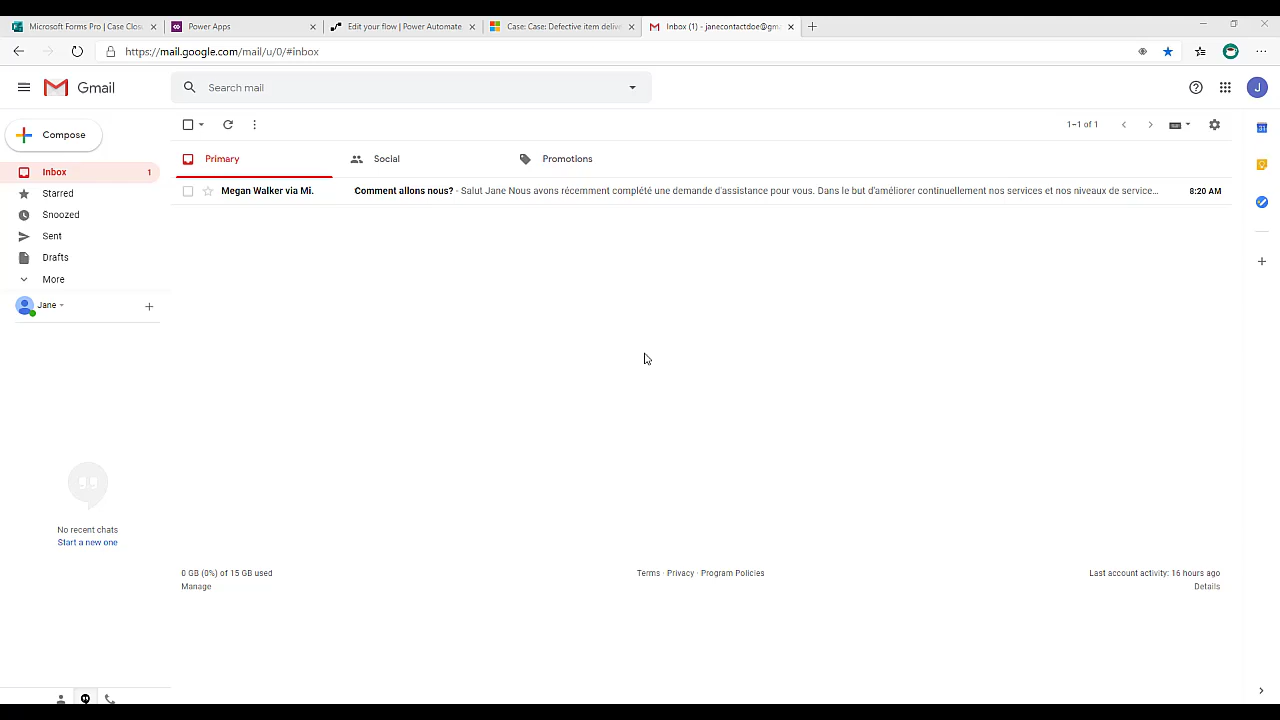 Microsoft Forms Pro | Case Clos
Power Apps
Edit your flow | Power Automate
Case: Case: Defective item deliv
Inbox (1) - janecontactdoe@gm
https://mail.google.com/mail/u/0/#inbox
Gmail
Search mail
J
Compose
1–1 of 1
Primary
Social
Promotions
Inbox
1
Megan Walker via Mi.
Comment allons nous? - Salut Jane Nous avons récemment complété une demande d'assistance pour vous. Dans le but d'améliorer continuellement nos services et nos niveaux de service…
8:20 AM
Starred
Snoozed
Sent
Drafts
More
Jane
No recent chats
Start a new one
0 GB (0%) of 15 GB used
Manage
Terms · Privacy · Program Policies
Last account activity: 16 hours ago
Details
31